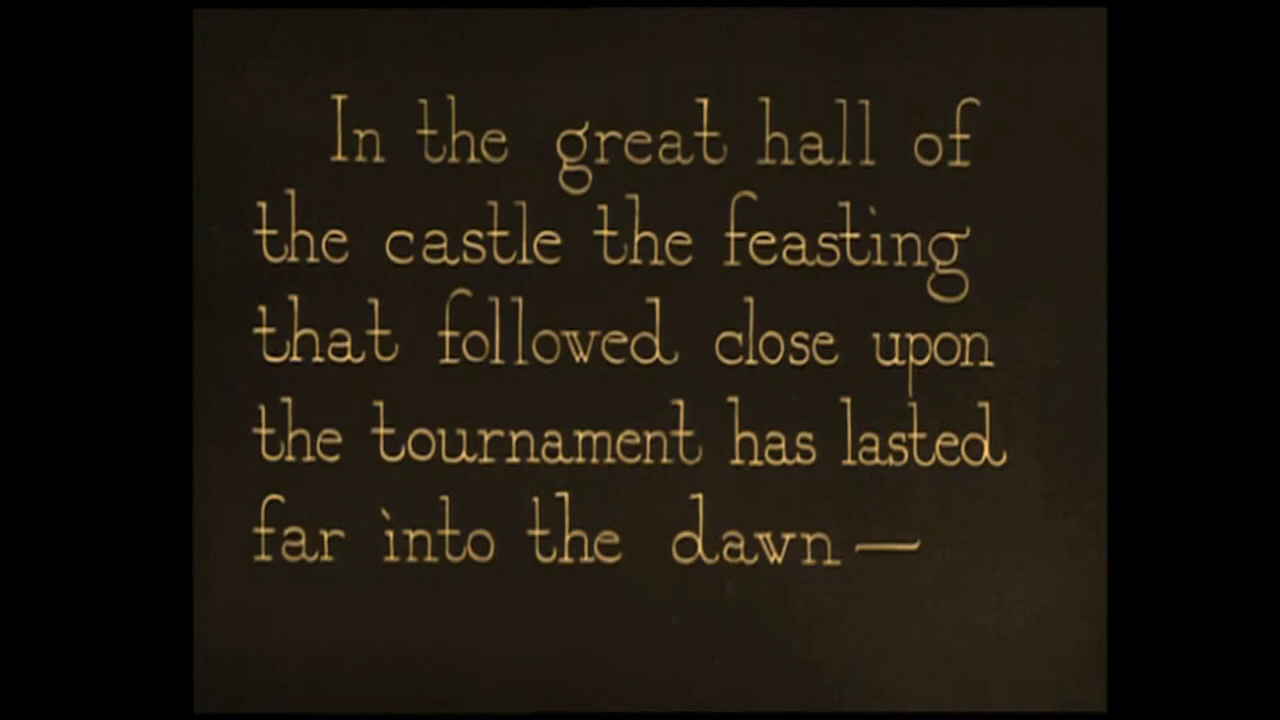 In the great hall of
the castle the feasting
that followed close upon
the tournament has lasted
far into the dawn—